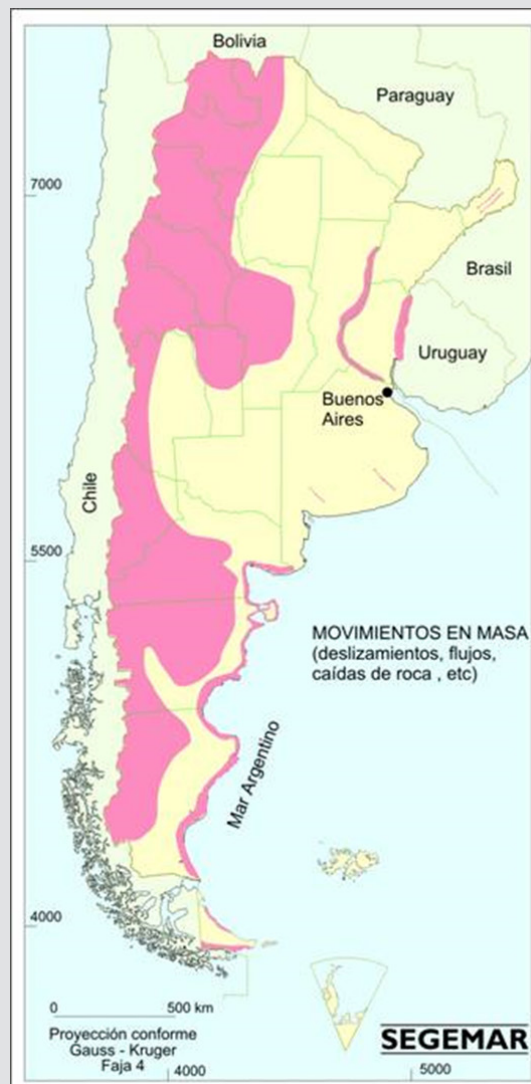 Bolivia
Paraguay
7000
Brasil
Uruguay
Buenos
Aires
Chile
5500
MOVIMIENTOS EN MASA
(deslizamientos, flujos,
caídas de roca , etc)
Mar Argentino
4000
0 500 km
Proyección conforme
Gauss - Kruger
Faja 4
SEGEMAR
4000 5000